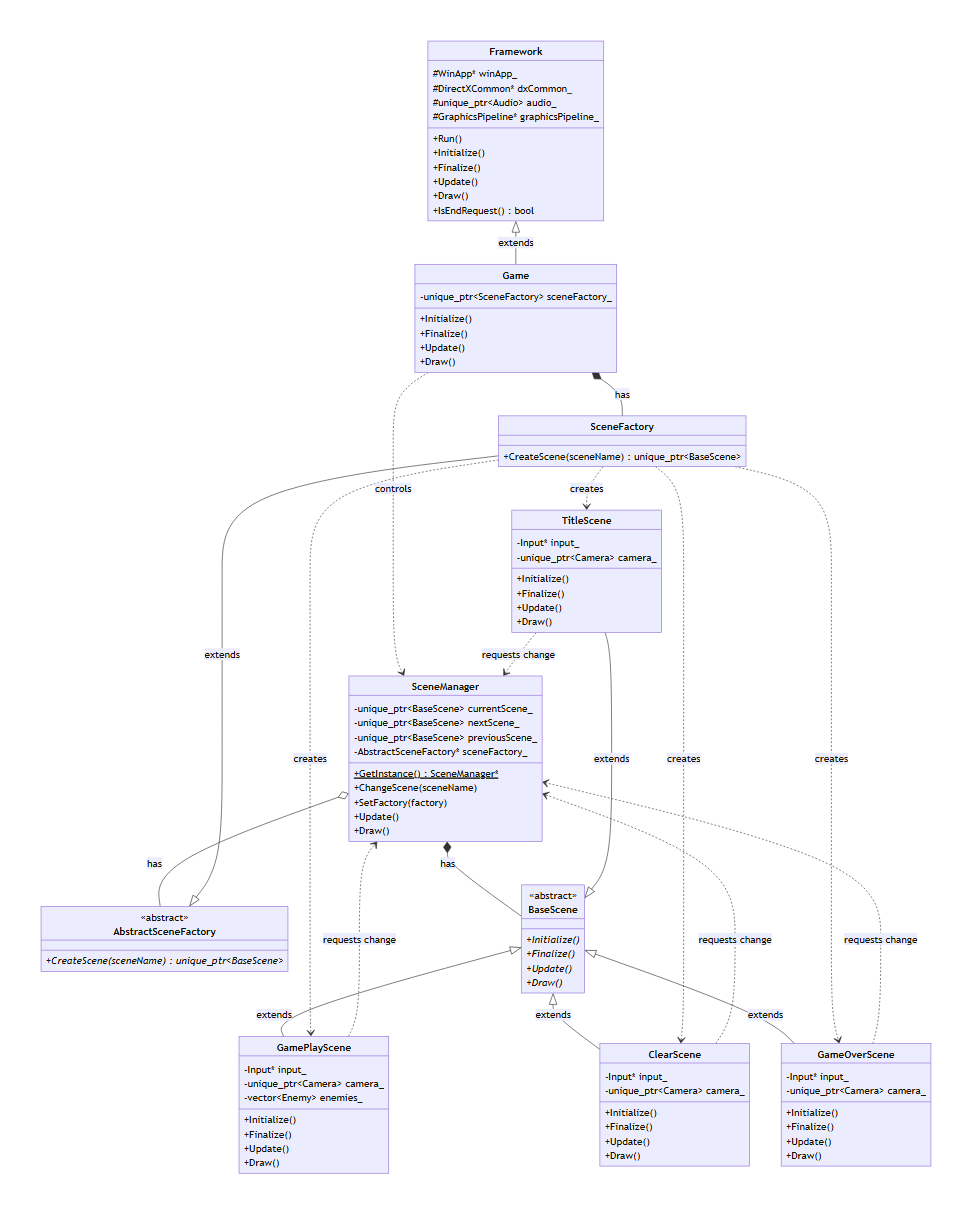 Framework
#WinApp* winApp_
#DirectXCommon* dxCommon_
#unique_ptr<Audio> audio_
#GraphicsPipeline* graphicsPipeline_
+Run()
+Initialize()
+Finalize()
+Update()
+Draw()
+IsEndRequest() : bool
extends
Game
-unique_ptr<SceneFactory> sceneFactory_
+Initialize()
+Finalize()
+Update()
+Draw()
has
SceneFactory
+CreateScene(sceneName) : unique_ptr<BaseScene>
controls
creates
TitleScene
-Input* input_
-unique_ptr<Camera> camera_
+Initialize()
+Finalize()
+Update()
+Draw()
extends
requests change
SceneManager
-unique_ptr<BaseScene> currentScene_
-unique_ptr<BaseScene> nextScene_
-unique_ptr<BaseScene> previousScene_
-AbstractSceneFactory* sceneFactory_
+GetInstance() : SceneManager*
+ChangeScene(sceneName)
+SetFactory(factory)
+Update()
+Draw()
creates
extends
creates
creates
has
has
«abstract»
AbstractSceneFactory
+CreateScene(sceneName) : unique_ptr<BaseScene>
«abstract»
BaseScene
+Initialize()
+Finalize()
+Update()
+Draw()
requests change
requests change
requests change
extends
extends
extends
GamePlayScene
-Input* input_
-unique_ptr<Camera> camera_
-vector<Enemy> enemies_
+Initialize()
+Finalize()
+Update()
+Draw()
ClearScene
-Input* input_
-unique_ptr<Camera> camera_
+Initialize()
+Finalize()
+Update()
+Draw()
GameOverScene
-Input* input_
-unique_ptr<Camera> camera_
+Initialize()
+Finalize()
+Update()
+Draw()